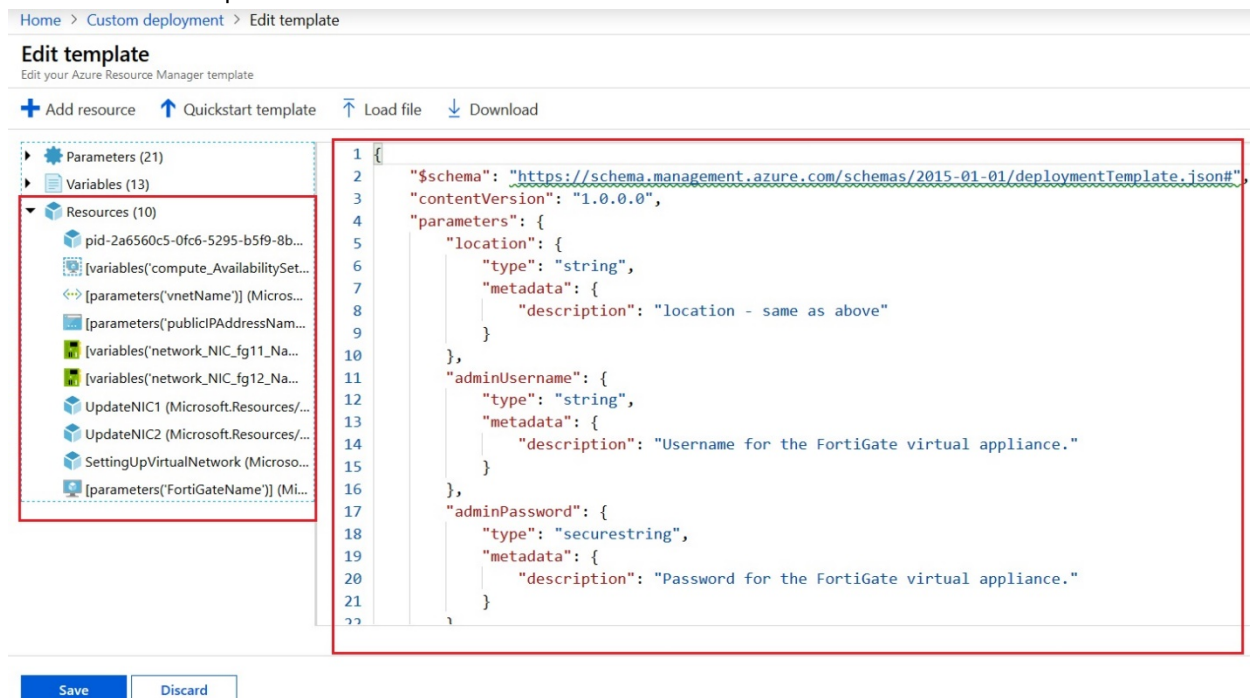 Home > Custom deployment > Edit template
Edit template
Edit your Azure Resource Manager template
Add resource Quickstart template Load file Download
Parameters (21)
Variables (13)
Resources (10)
pid-2a6560c5-0fc6-5295-b5f9-8b...
[variables('compute_AvailabilitySet...
[parameters('vnetName')] (Micros...
[parameters('publicIPAddressNam...
[variables('network_NIC_fg11_Na...
[variables('network_NIC_fg12_Na...
UpdateNIC1 (Microsoft.Resources/...
UpdateNIC2 (Microsoft.Resources/...
SettingUpVirtualNetwork (Microso...
[parameters('FortiGateName')] (Mi...
1 {
2 "$schema": "https://schema.management.azure.com/schemas/2015-01-01/deploymentTemplate.json#",
3 "contentVersion": "1.0.0.0",
4 "parameters": {
5 "location": {
6 "type": "string",
7 "metadata": {
8 "description": "location - same as above"
9 }
10 },
11 "adminUsername": {
12 "type": "string",
13 "metadata": {
14 "description": "Username for the FortiGate virtual appliance."
15 }
16 },
17 "adminPassword": {
18 "type": "securestring",
19 "metadata": {
20 "description": "Password for the FortiGate virtual appliance."
21 }
22
Save Discard